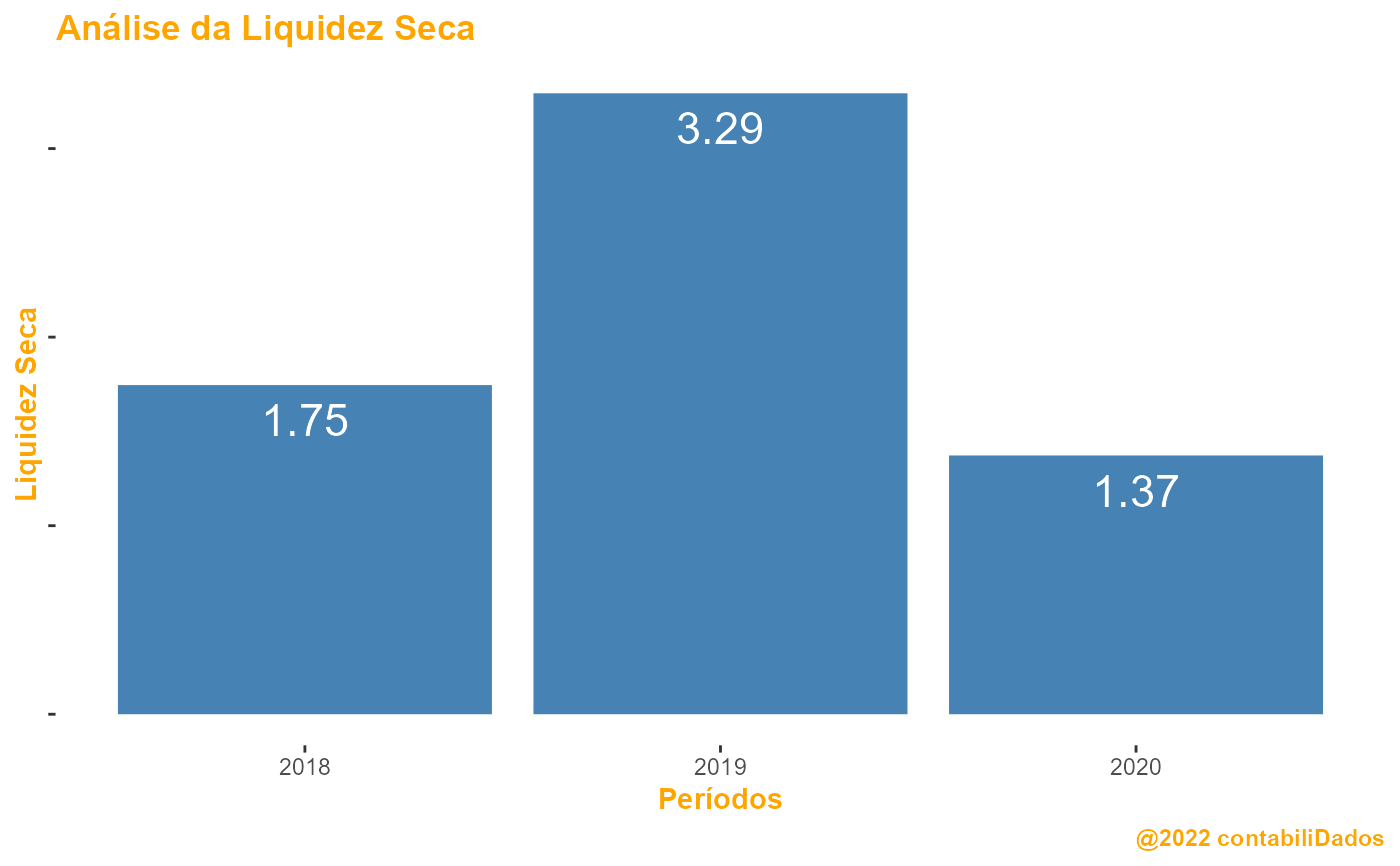 Análise da Liquidez Seca
Liquidez Seca
3.29
1.75
1.37
2018
2019
2020
Períodos
@2022 contabiliDados